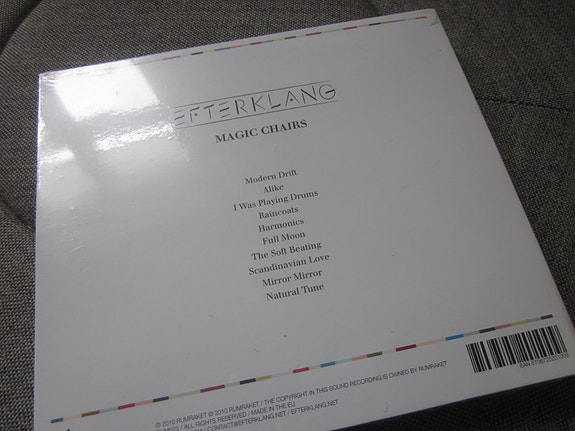 EFTERKLANG
MAGIC CHAIRS
Modern Drift
Alike
I Was Playing Drums
Raincoats
Harmonics
Full Moon
The Soft Beating
Scandinavian Love
Mirror Mirror
Natural Tune
© 2010 RUMRAKET ® 2010 RUMRAKET / THE COPYRIGHT IN THIS SOUND RECORDING IS OWNED BY RUMRAKET
/ ALL RIGHTS RESERVED / MADE IN THE EU
/ CONTACT@EFTERKLANG.NET / EFTERKLANG.NET
EAN